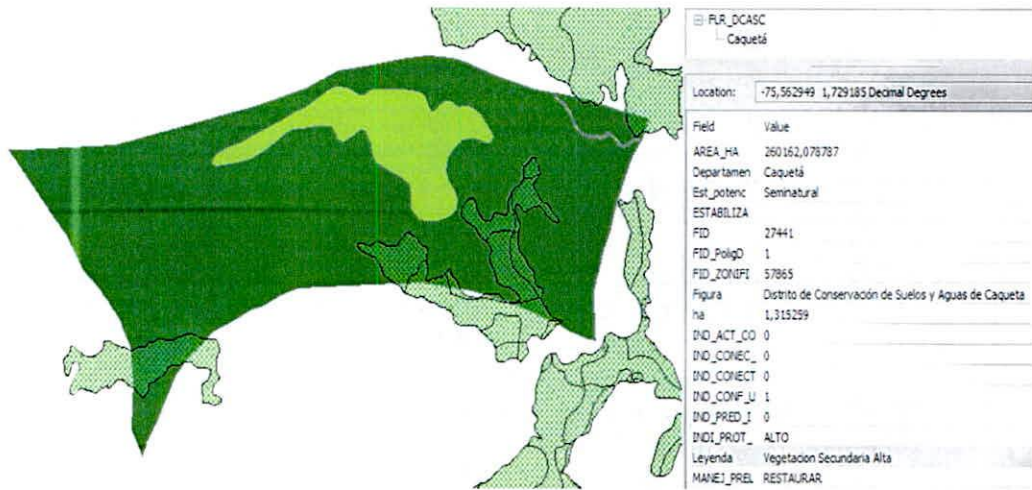 FLR_DCASC
Caquetá
Location: -75,562949 1,729185 Decimal Degrees
Field Value
AREA_HA 260162,078787
Departamen Caquetá
Est_potenc Seminatural
ESTABILIZA
FID 27441
FID_PoligD 1
FID_ZONIFI 57865
Figura Distrito de Conservación de Suelos y Aguas de Caqueta
ha 1,315259
IND_ACT_CO 0
IND_CONEC_ 0
IND_CONECT 0
IND_CONF_U 1
IND_PRED_I 0
INDI_PROT_ ALTO
Leyenda Vegetacion Secundaria Alta
MANEJ_PREL RESTAURAR